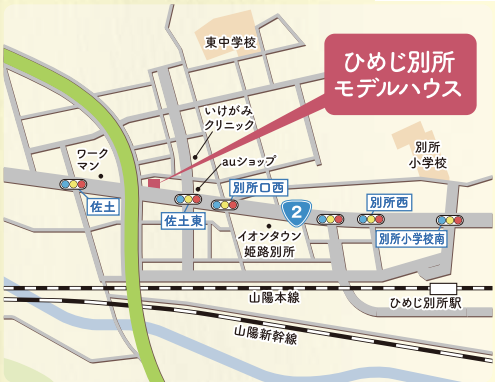 東中学校
ひめじ別所
モデルハウス
いけがみ
クリニック
ワーク
マン
auショップ
別所
小学校
佐土
佐土東
別所口西
2
別所西
別所小学校南
イオンタウン
姫路別所
山陽本線
ひめじ別所駅
山陽新幹線